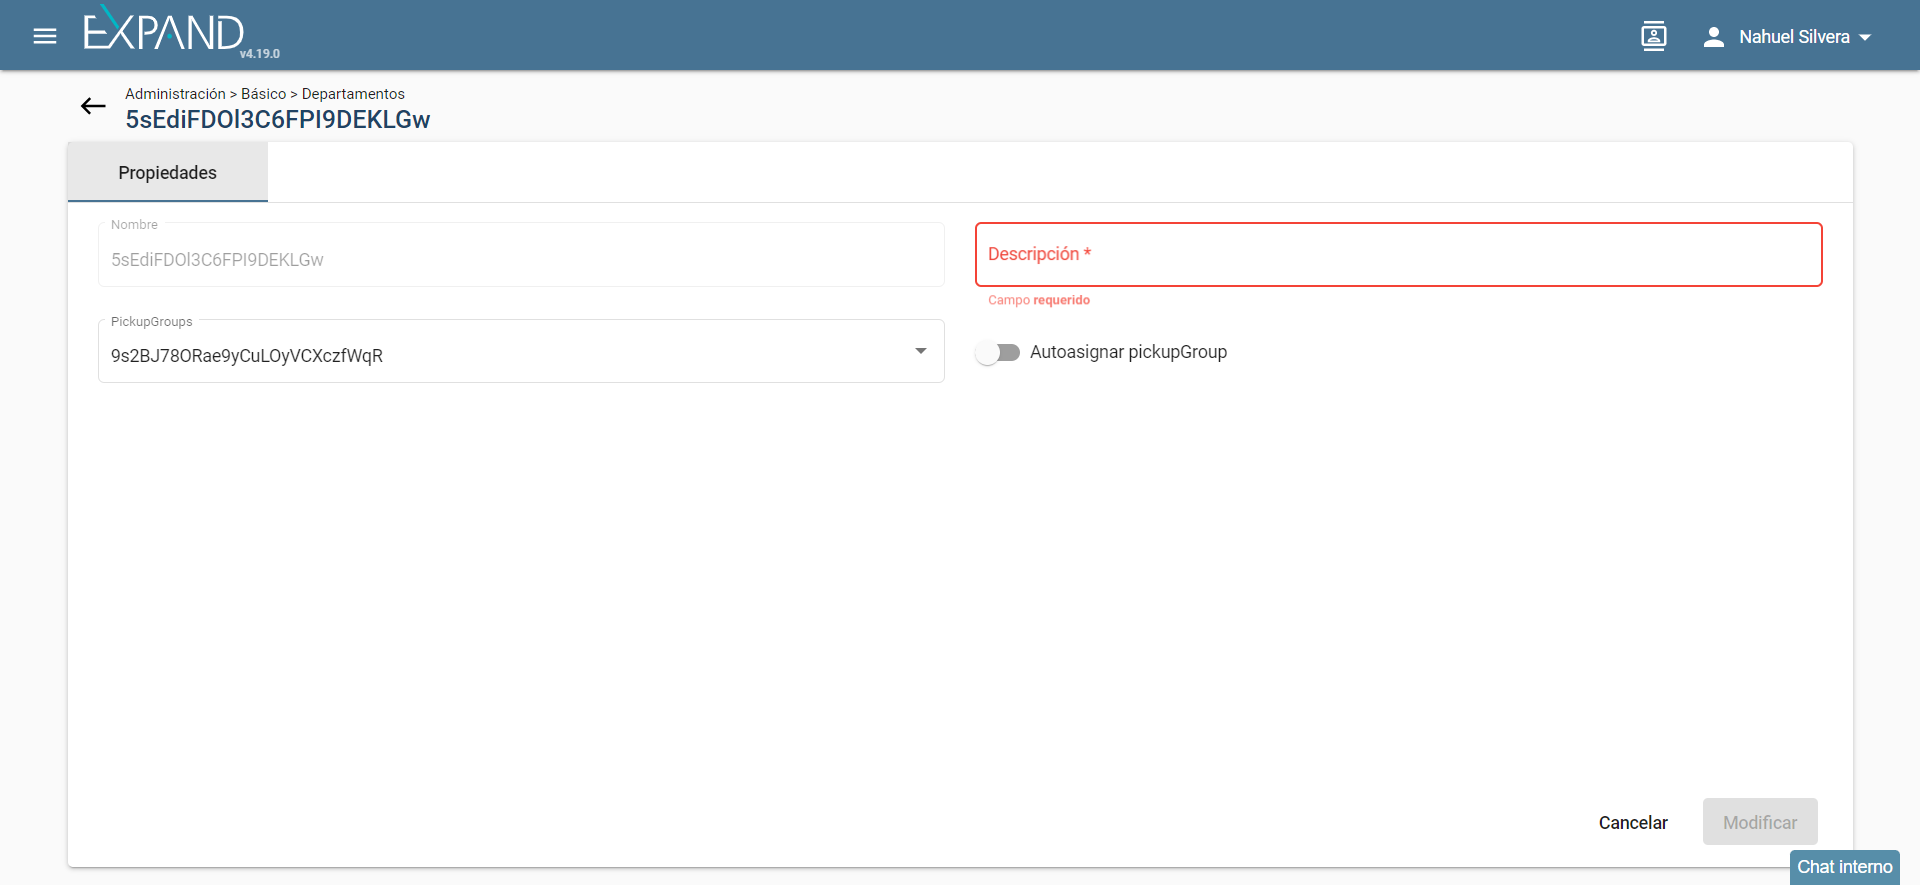 EXPAND
v4.19.0
Nahuel Silvera
Administración > Básico > Departamentos
5sEdiFDOl3C6FPI9DEKLGw
Propiedades
Nombre
5sEdiFDOl3C6FPI9DEKLGw
Descripción *
Campo requerido
PickupGroups
9s2BJ78ORae9yCuLOyVCXczfWqR
Autoasignar pickupGroup
Cancelar
Modificar
Chat interno